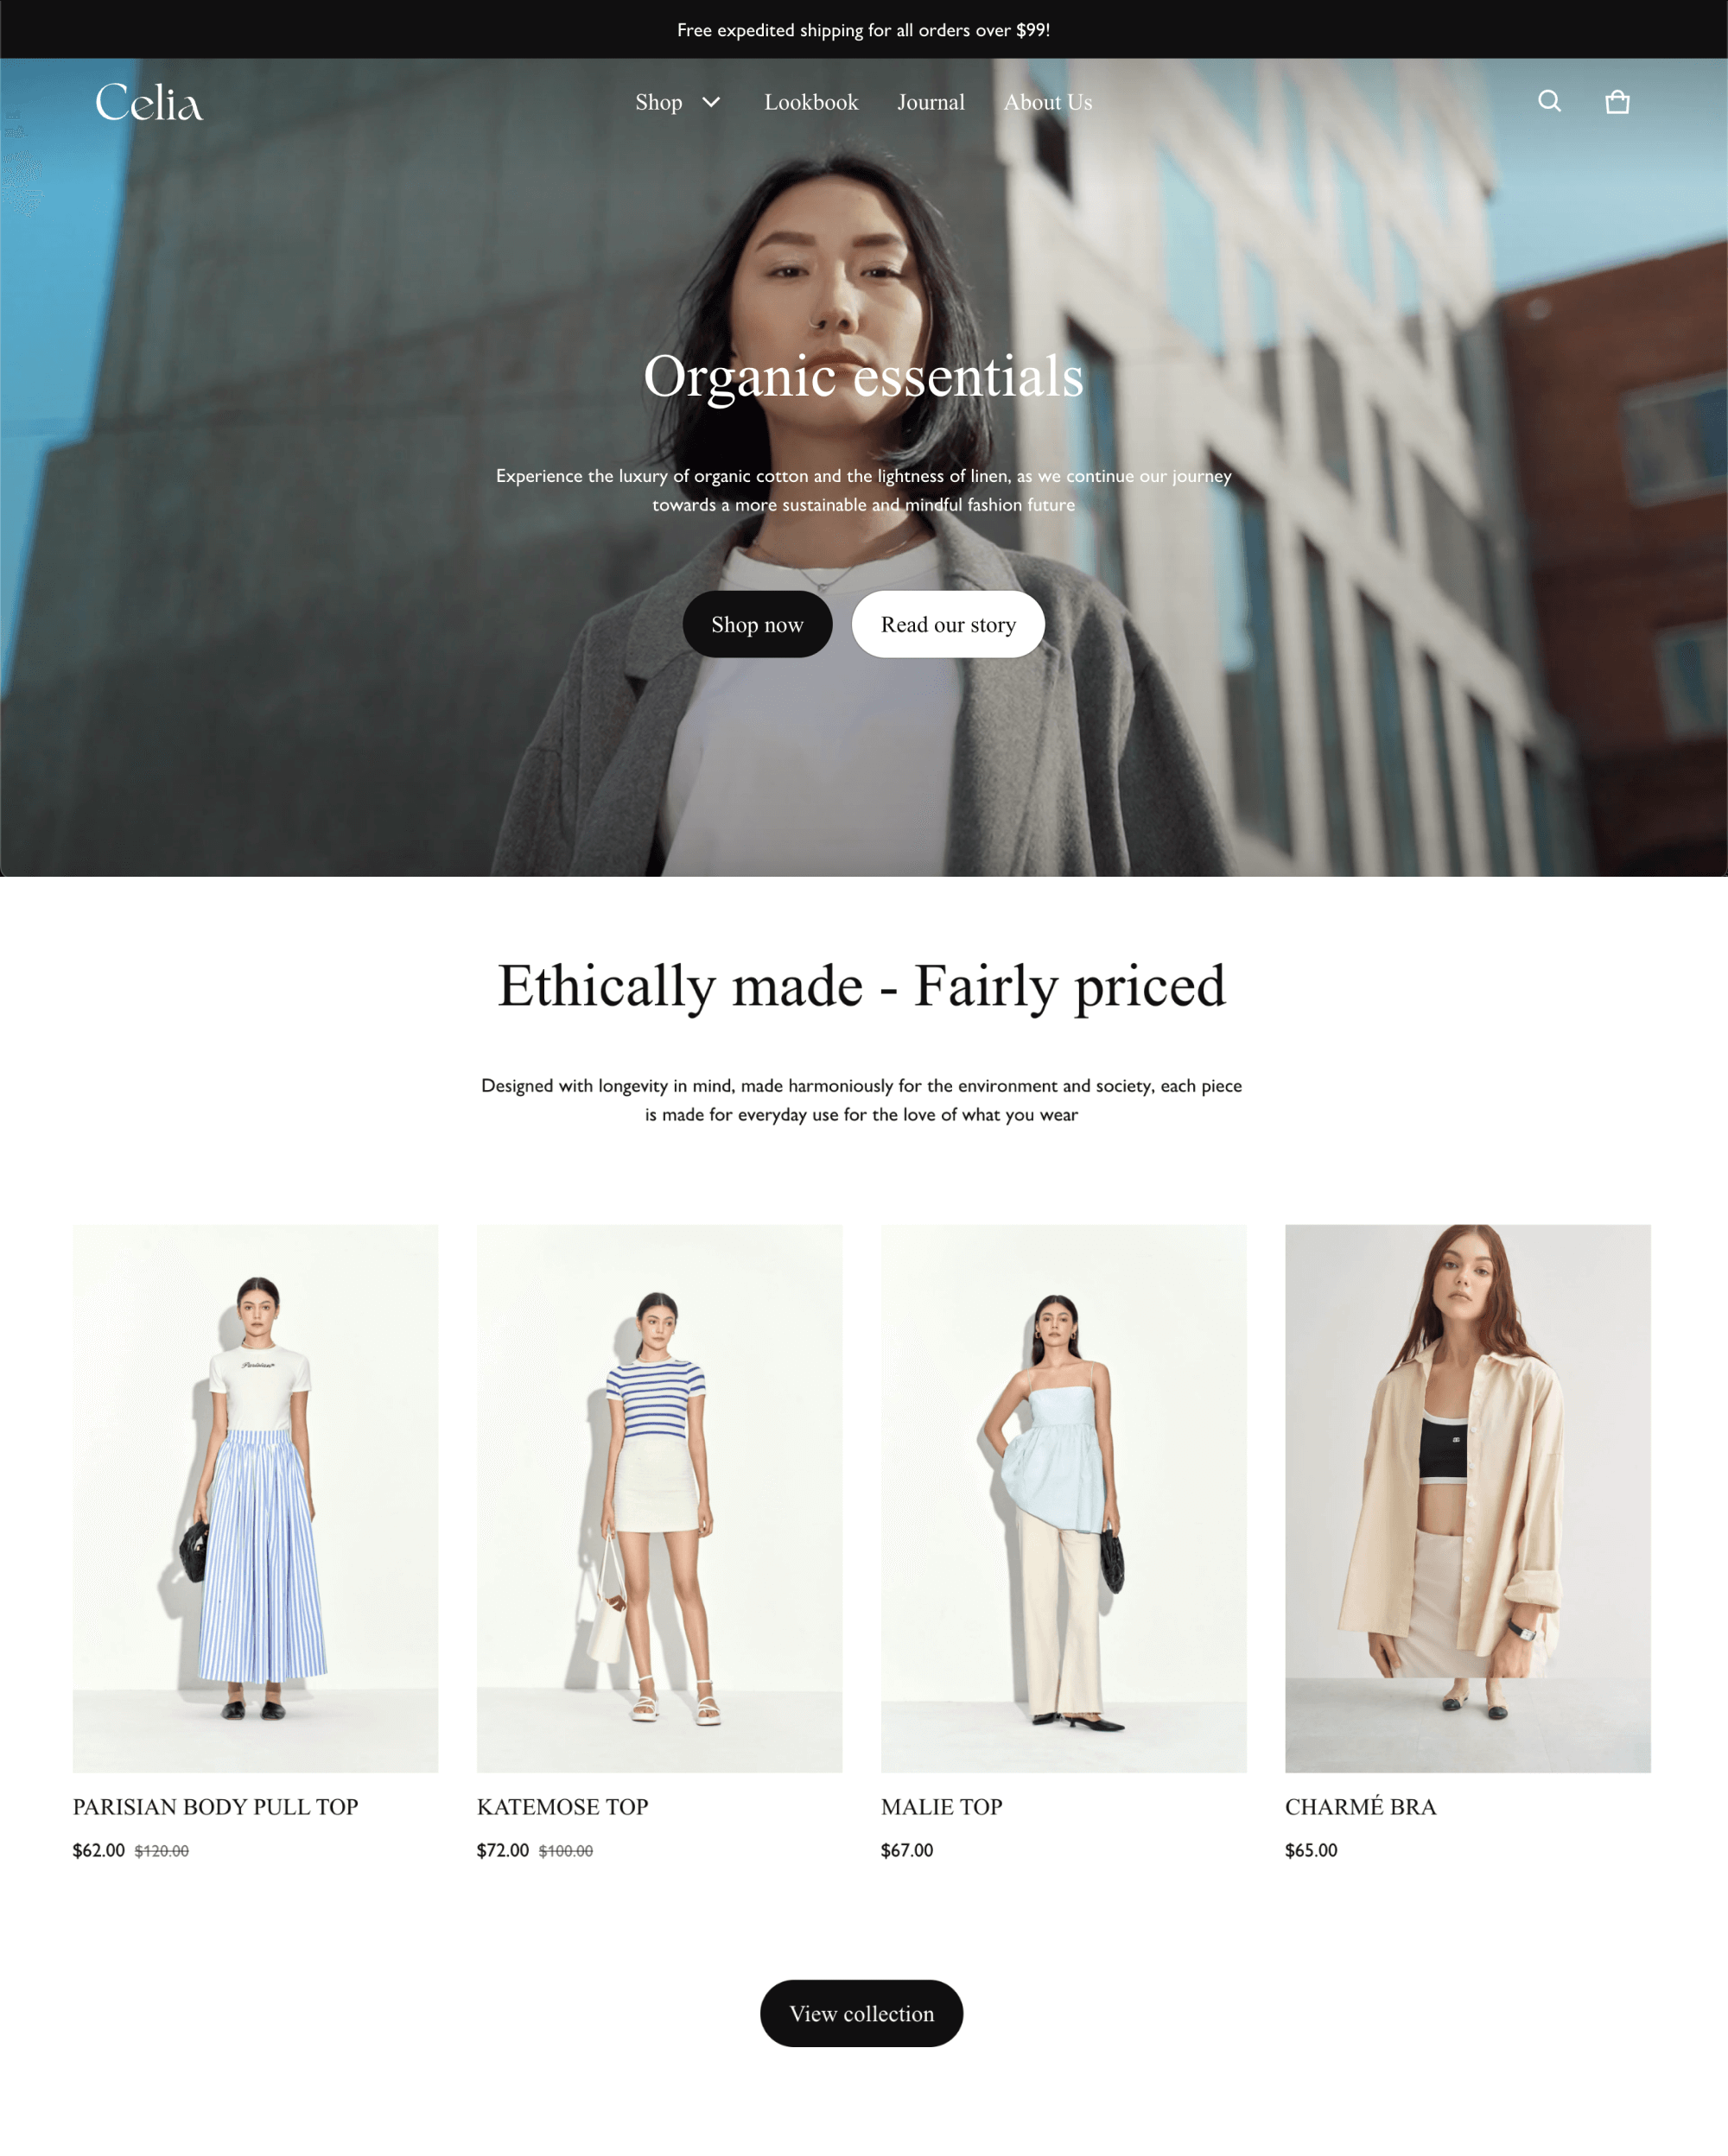 Free expedited shipping for all orders over $99!
Celia
Shop
Lookbook
Journal
About Us
Organic essentials
Experience the luxury of organic cotton and the lightness of linen, as we continue our journey
towards a more sustainable and mindful fashion future
Shop now
Read our story
Ethically made - Fairly priced
Designed with longevity in mind, made harmoniously for the environment and society, each piece
is made for everyday use for the love of what you wear
PARISIAN BODY PULL TOP
$62.00 $120.00
KATEMOSE TOP
$72.00 $100.00
MALIE TOP
$67.00
CHARMÉ BRA
$65.00
View collection